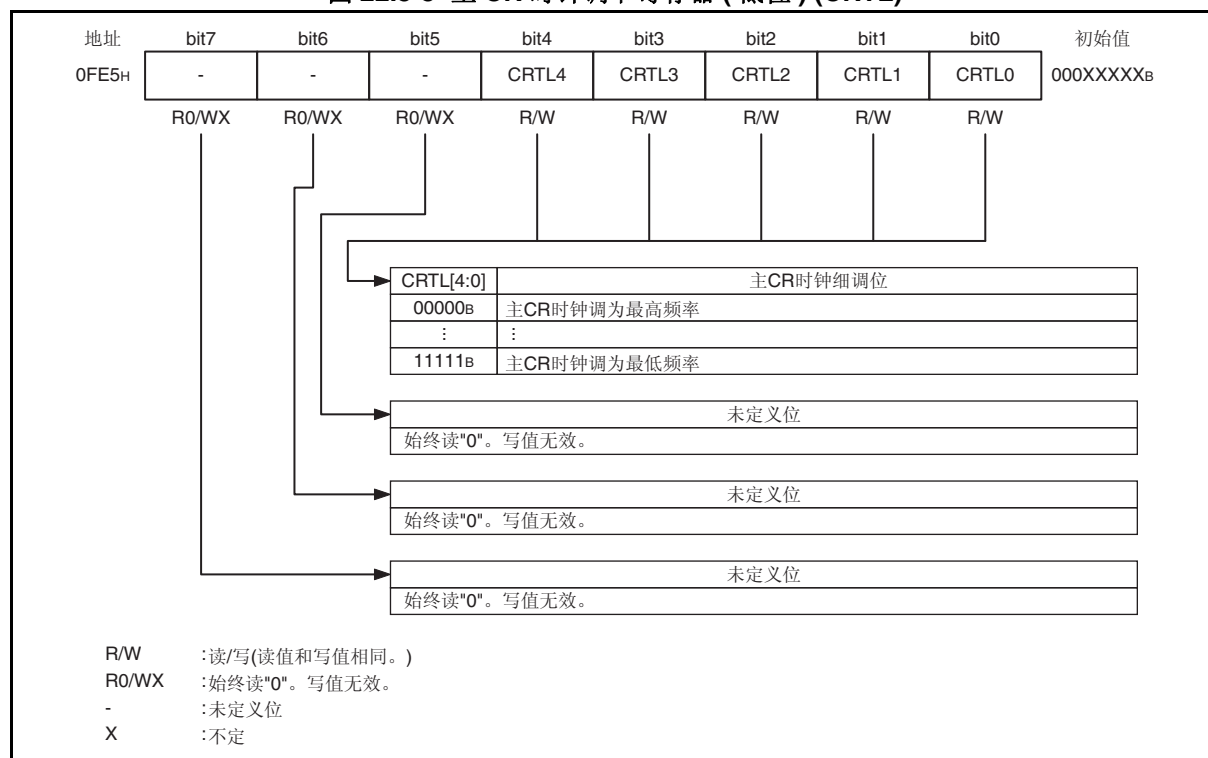 地址 bit7 bit6 bit5 bit4 bit3 bit2 bit1 bit0 初始值
0FE5H - - - CRTL4 CRTL3 CRTL2 CRTL1 CRTL0 000XXXXXB
R0/WX R0/WX R0/WX R/W R/W R/W R/W R/W
CRTL[4:0] 主CR时钟细调位
00000B 主CR时钟调为最高频率
⋮ ⋮
11111B 主CR时钟调为最低频率
未定义位
始终读"0"。写值无效。
未定义位
始终读"0"。写值无效。
未定义位
始终读"0"。写值无效。
R/W :读/写(读值和写值相同。)
R0/WX :始终读"0"。写值无效。
- :未定义位
X :不定